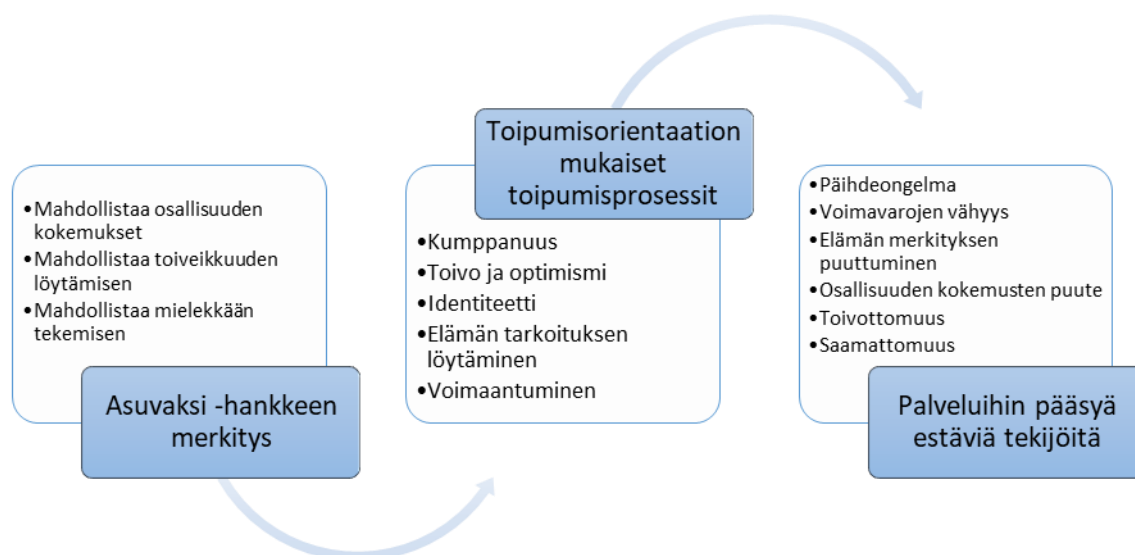 •Mahdollistaa osallisuuden
kokemukset
•Mahdollistaa toiveikkuuden
löytämisen
•Mahdollistaa mielekkään
tekemisen
Asuvaksi -hankkeen
merkitys
Toipumisorientaation
mukaiset
toipumisprosessit
•Kumppanuus
•Toivo ja optimismi
•Identiteetti
•Elämän tarkoituksen
löytäminen
•Voimaantuminen
•Päihdeongelma
•Voimavarojen vähyys
•Elämän merkityksen
puuttuminen
•Osallisuuden kokemusten puute
•Toivottomuus
•Saamattomuus
Palveluihin pääsyä
estäviä tekijöitä